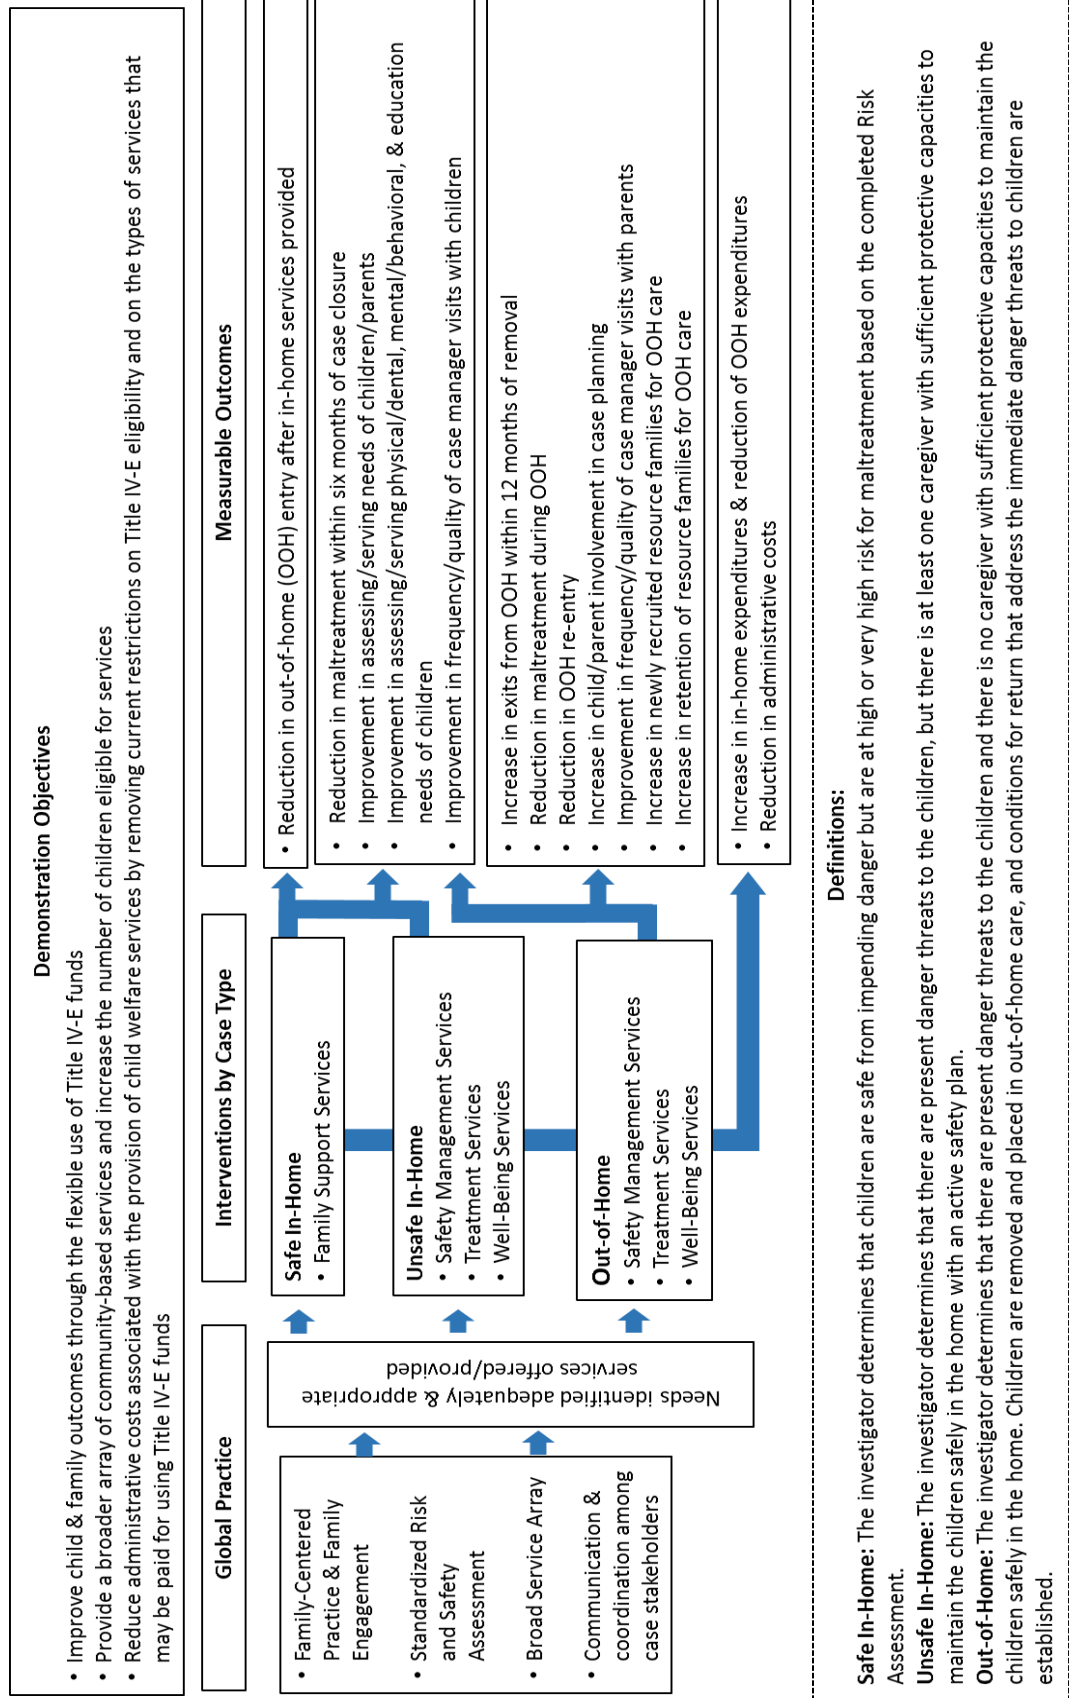 Demonstration Objectives
• Improve child & family outcomes through the flexible use of Title IV-E funds
• Provide a broader array of community-based services and increase the number of children eligible for services
• Reduce administrative costs associated with the provision of child welfare services by removing current restrictions on Title IV-E eligibility and on the types of services that
may be paid for using Title IV-E funds
Global Practice
• Family-Centered
Practice & Family
Engagement
• Standardized Risk
and Safety
Assessment
• Broad Service Array
• Communication &
coordination among
case stakeholders
Needs identified adequately & appropriate
services offered/provided
Interventions by Case Type
Safe In-Home
• Family Support Services
Unsafe In-Home
• Safety Management Services
• Treatment Services
• Well-Being Services
Out-of-Home
• Safety Management Services
• Treatment Services
• Well-Being Services
Measurable Outcomes
• Reduction in out-of-home (OOH) entry after in-home services provided
• Reduction in maltreatment within six months of case closure
• Improvement in assessing/serving needs of children/parents
• Improvement in assessing/serving physical/dental, mental/behavioral, & education
needs of children
• Improvement in frequency/quality of case manager visits with children
• Increase in exits from OOH within 12 months of removal
• Reduction in maltreatment during OOH
• Reduction in OOH re-entry
• Increase in child/parent involvement in case planning
• Improvement in frequency/quality of case manager visits with parents
• Increase in newly recruited resource families for OOH care
• Increase in retention of resource families for OOH care
• Increase in in-home expenditures & reduction of OOH expenditures
• Reduction in administrative costs
Definitions:
Safe In-Home: The investigator determines that children are safe from impending danger but are at high or very high risk for maltreatment based on the completed Risk
Assessment.
Unsafe In-Home: The investigator determines that there are present danger threats to the children, but there is at least one caregiver with sufficient protective capacities to
maintain the children safely in the home with an active safety plan.
Out-of-Home: The investigator determines that there are present danger threats to the children and there is no caregiver with sufficient protective capacities to maintain the
children safely in the home. Children are removed and placed in out-of-home care, and conditions for return that address the immediate danger threats to children are
established.